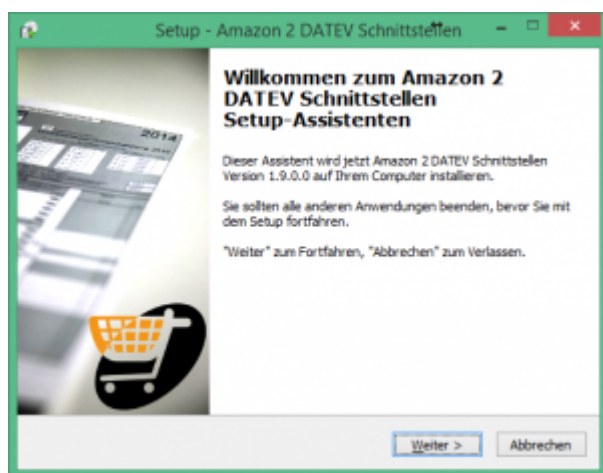 Setup - Amazon 2 DATEV Schnittstellen
2014
Willkommen zum Amazon 2
DATEV Schnittstellen
Setup-Assistenten
Dieser Assistent wird jetzt Amazon 2 DATEV Schnittstellen
Version 1.9.0.0 auf Ihrem Computer installieren.
Sie sollten alle anderen Anwendungen beenden, bevor Sie mit
dem Setup fortfahren.
"Weiter" zum Fortfahren, "Abbrechen" zum Verlassen.
Weiter >
Abbrechen